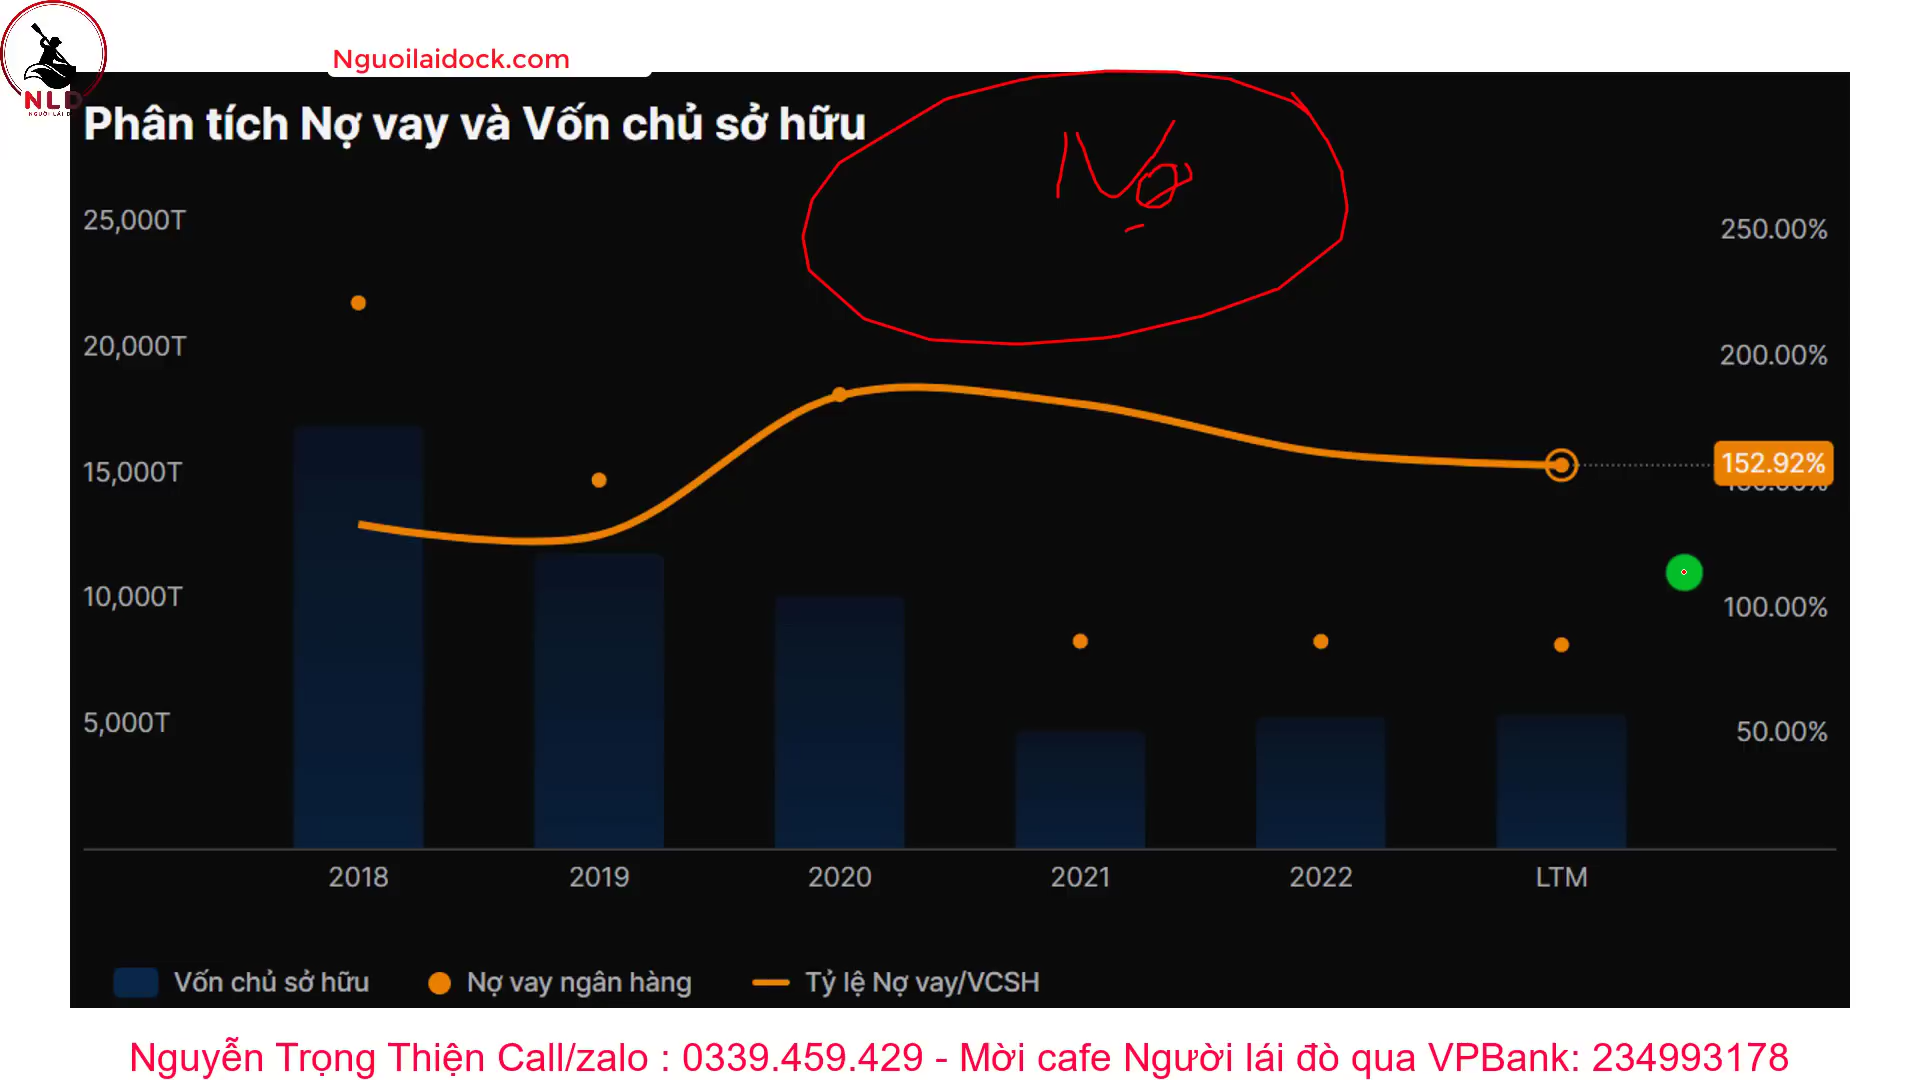 Nguoilaidock.com
NLD
Phân tích Nợ vay và Vốn chủ sở hữu
Nợ
25,000T
250.00%
20,000T
200.00%
15,000T
152.92%
10,000T
100.00%
5,000T
50.00%
2018 2019 2020 2021 2022 LTM
Vốn chủ sở hữu Nợ vay ngân hàng Tỷ lệ Nợ vay/VCSH
Nguyễn Trọng Thiện Call/zalo : 0339.459.429 - Mời cafe Người lái đò qua VPBank: 234993178